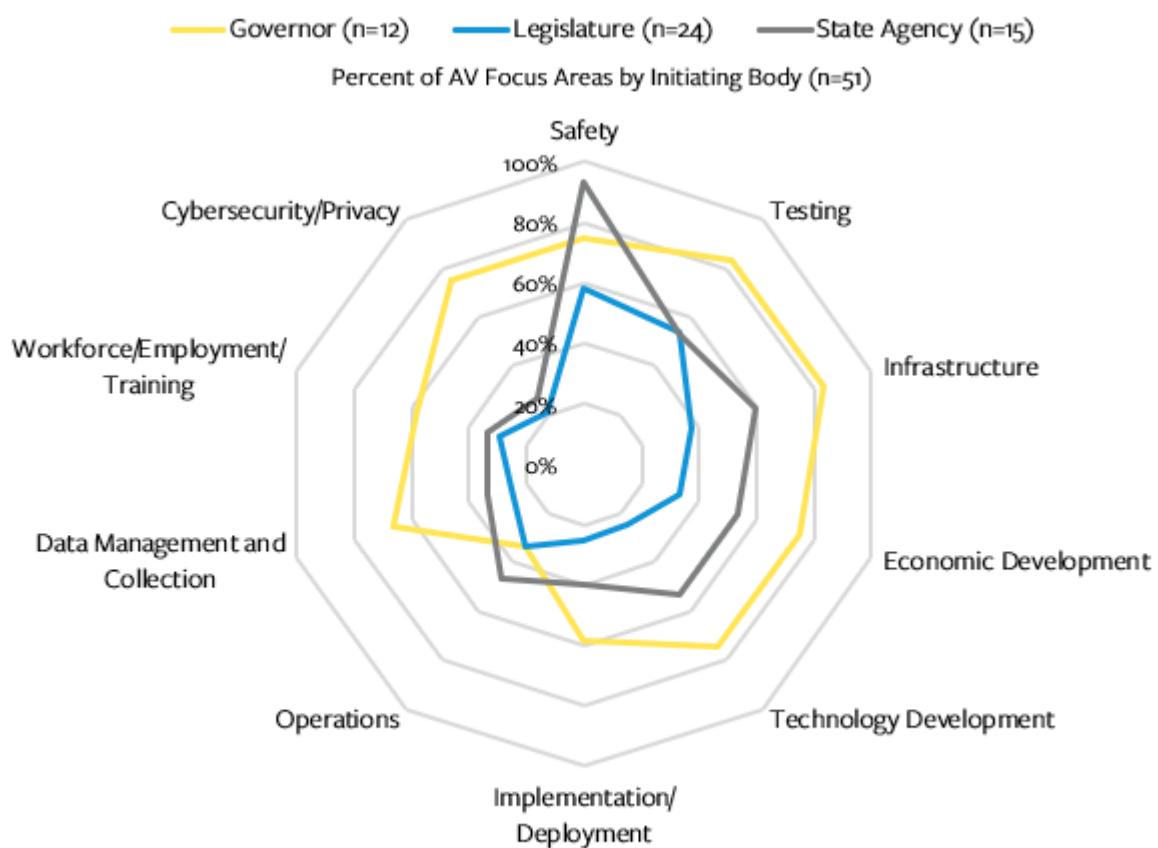 Governor (n=12) Legislature (n=24) State Agency (n=15)
Percent of AV Focus Areas by Initiating Body (n=51)
Safety
100%
80%
60%
40%
20%
0%
Testing
Infrastructure
Economic Development
Technology Development
Implementation/
Deployment
Operations
Data Management and
Collection
Workforce/Employment/
Training
Cybersecurity/Privacy